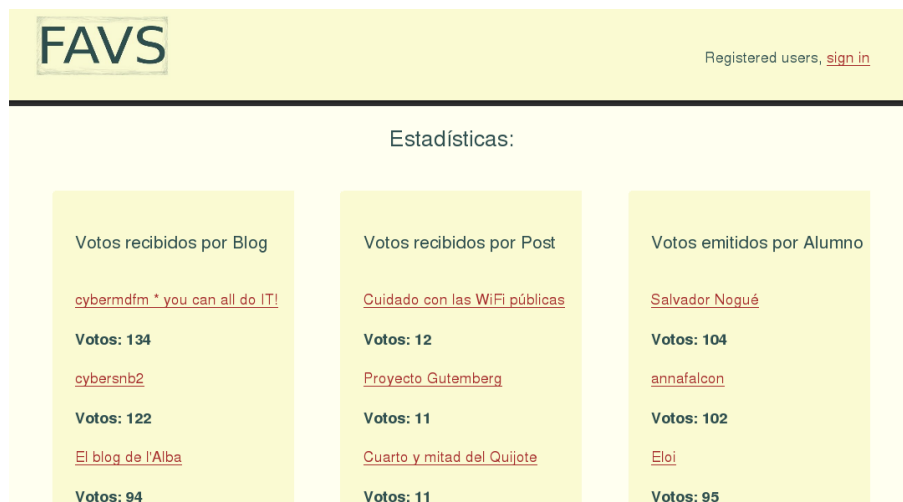 FAVS
Registered users, sign in
Estadísticas:
Votos recibidos por Blog
cybermdfm * you can all do IT!
Votos: 134
cybersnb2
Votos: 122
El blog de l'Alba
Votos: 94
Votos recibidos por Post
Cuidado con las WiFi públicas
Votos: 12
Proyecto Gutemberg
Votos: 11
Cuarto y mitad del Quijote
Votos: 11
Votos emitidos por Alumno
Salvador Nogué
Votos: 104
annafalcon
Votos: 102
Eloi
Votos: 95